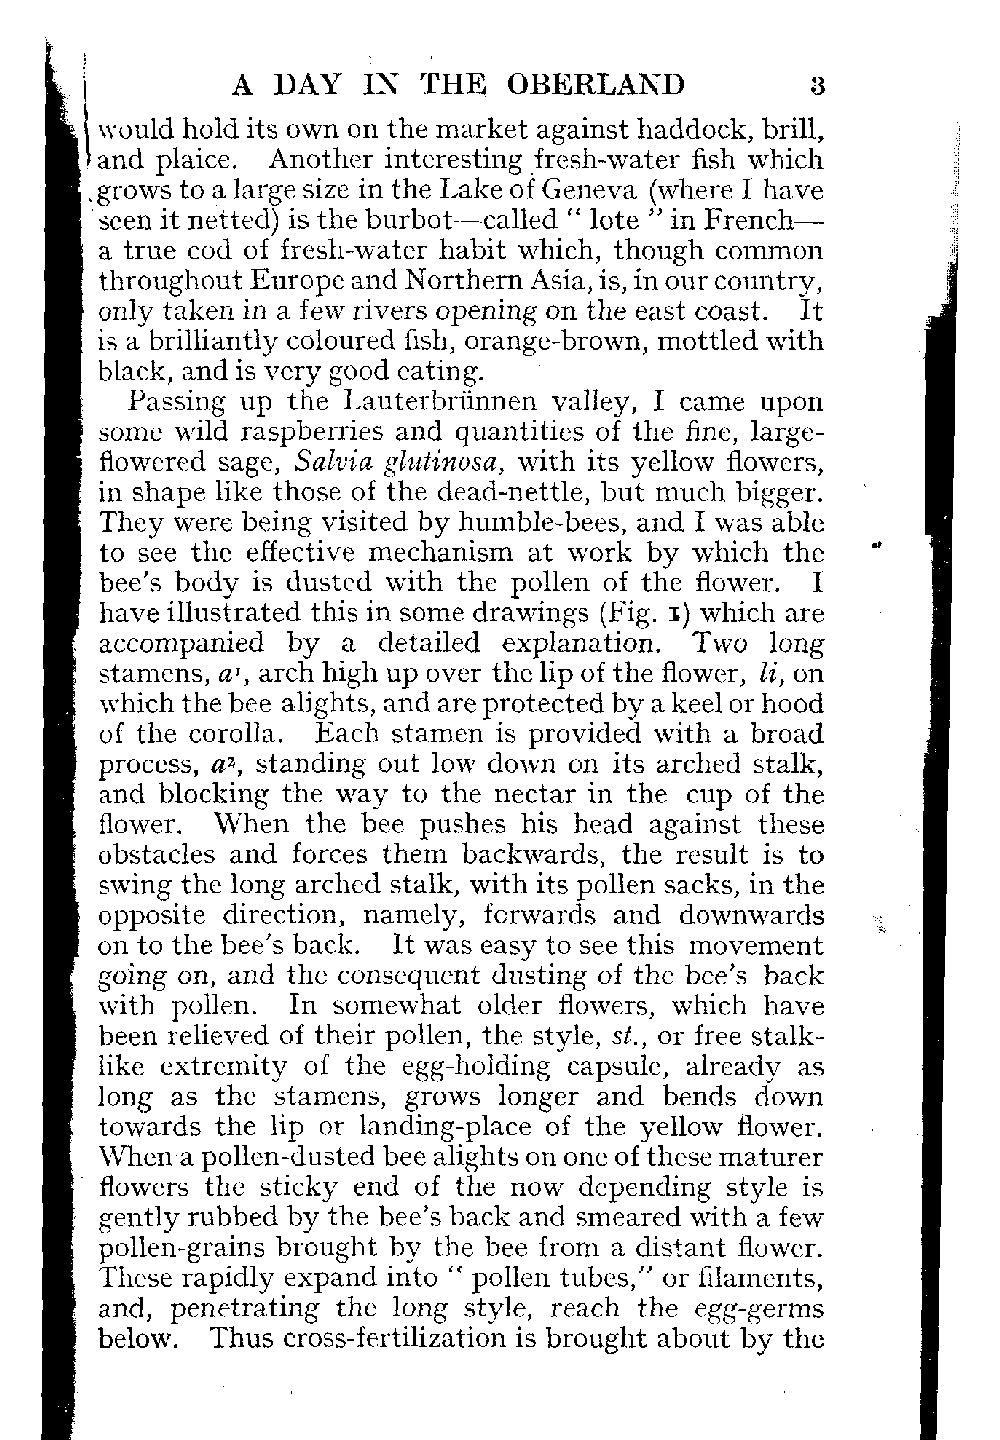 A DAY IN THE OBERLAND 3
would hold its own on the market against haddock, brill,
and plaice. Another interesting fresh-water fish which
grows to a large size in the Lake of Geneva (where I have
seen it netted) is the burbot—called “ lote ” in French—
a true cod of fresh-water habit which, though common
throughout Europe and Northern Asia, is, in our country,
only taken in a few rivers opening on the east coast. It
is a brilliantly coloured fish, orange-brown, mottled with
black, and is very good eating.
Passing up the Lauterbrünnen valley, I came upon
some wild raspberries and quantities of the fine, large-
flowered sage, Salvia glutinosa, with its yellow flowers,
in shape like those of the dead-nettle, but much bigger.
They were being visited by humble-bees, and I was able
to see the effective mechanism at work by which the
bee’s body is dusted with the pollen of the flower. I
have illustrated this in some drawings (Fig. 1) which are
accompanied by a detailed explanation. Two long
stamens, a¹, arch high up over the lip of the flower, li, on
which the bee alights, and are protected by a keel or hood
of the corolla. Each stamen is provided with a broad
process, a², standing out low down on its arched stalk,
and blocking the way to the nectar in the cup of the
flower. When the bee pushes his head against these
obstacles and forces them backwards, the result is to
swing the long arched stalk, with its pollen sacks, in the
opposite direction, namely, forwards and downwards
on to the bee’s back. It was easy to see this movement
going on, and the consequent dusting of the bee’s back
with pollen. In somewhat older flowers, which have
been relieved of their pollen, the style, st., or free stalk-
like extremity of the egg-holding capsule, already as
long as the stamens, grows longer and bends down
towards the lip or landing-place of the yellow flower.
When a pollen-dusted bee alights on one of these maturer
flowers the sticky end of the now depending style is
gently rubbed by the bee’s back and smeared with a few
pollen-grains brought by the bee from a distant flower.
These rapidly expand into “ pollen tubes,” or filaments,
and, penetrating the long style, reach the egg-germs
below. Thus cross-fertilization is brought about by the